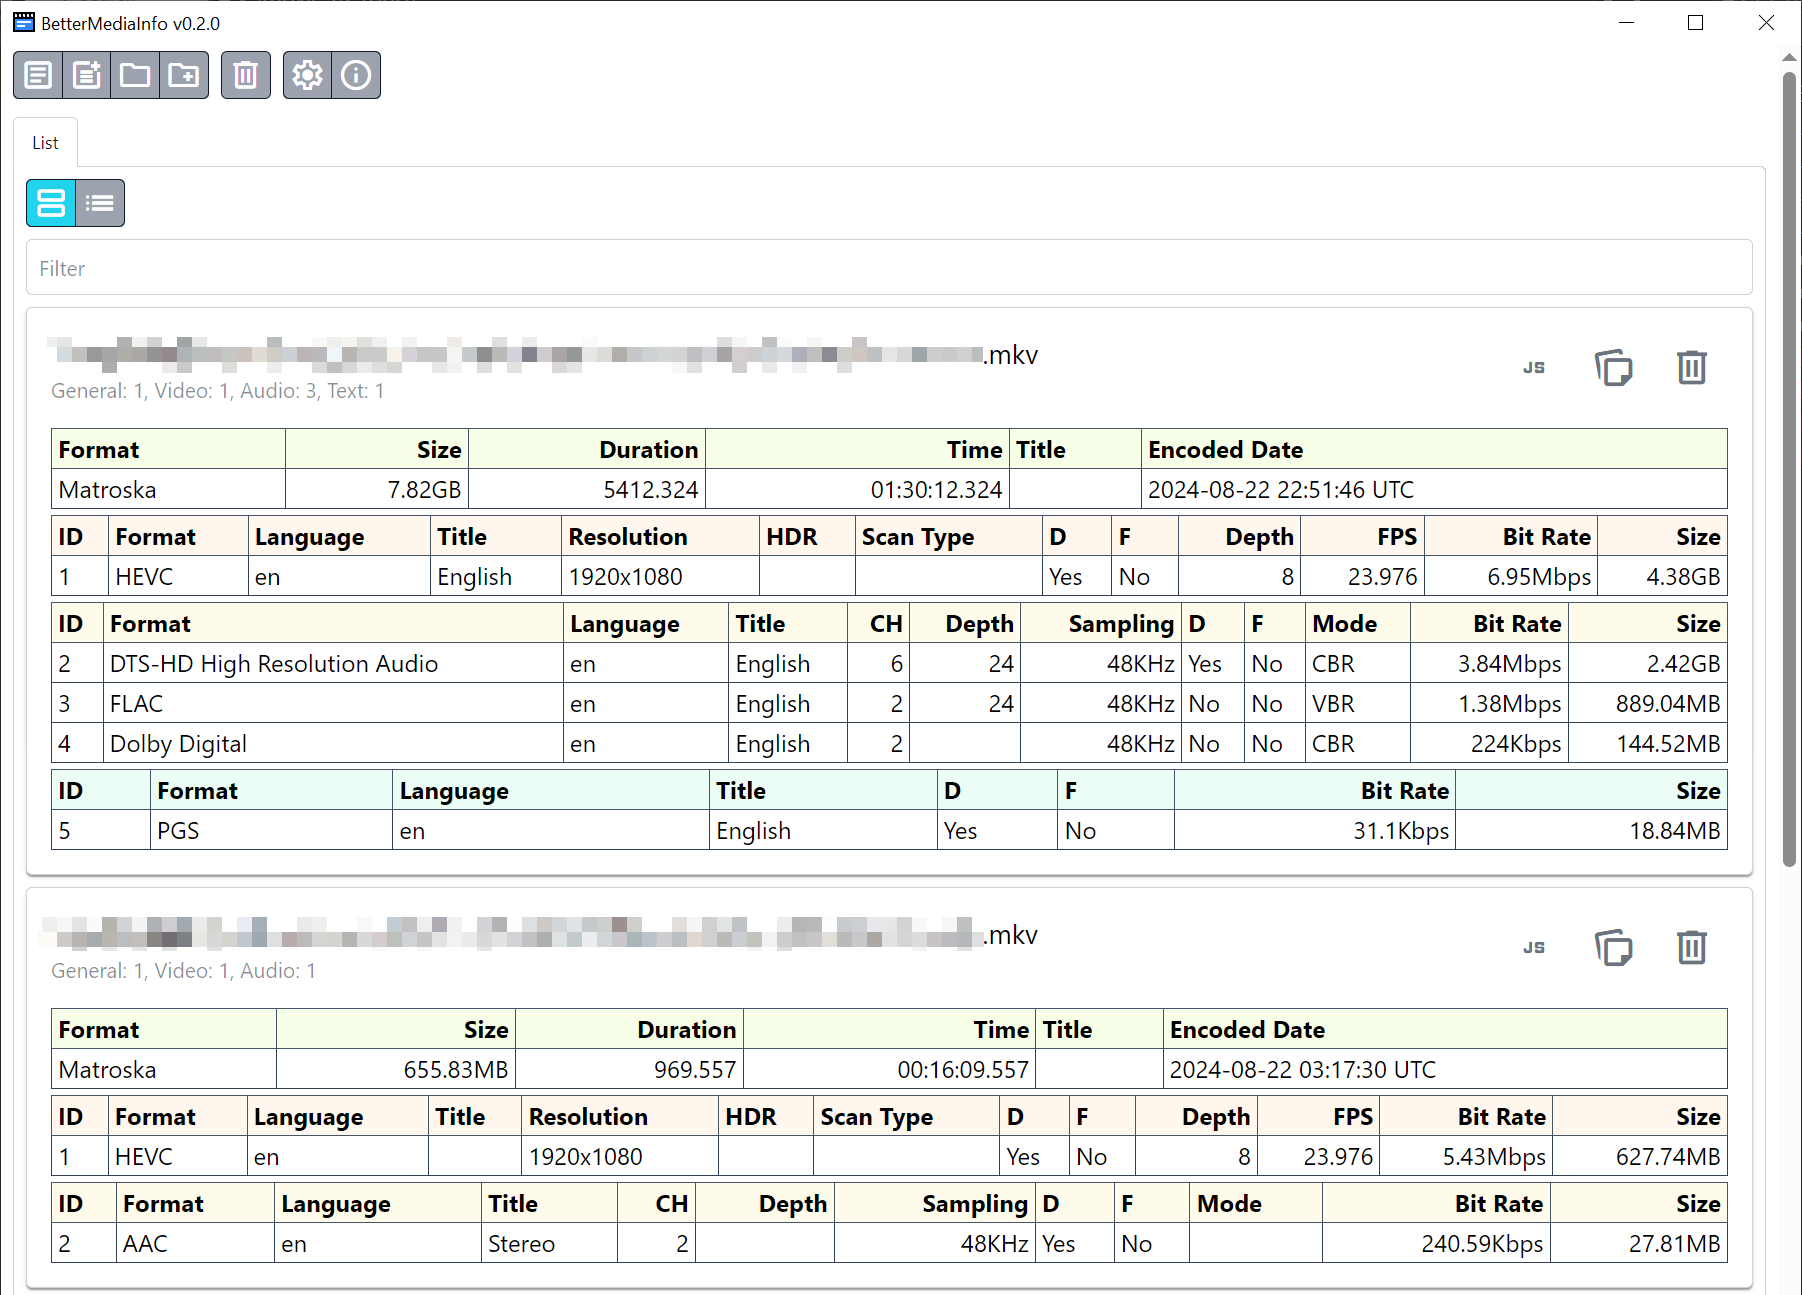 BetterMediaInfo v0.2.0
List
Filter
.mkv
JS
General: 1, Video: 1, Audio: 3, Text: 1
Format Size Duration Time Title Encoded Date
Matroska 7.82GB 5412.324 01:30:12.324 2024-08-22 22:51:46 UTC
ID Format Language Title Resolution HDR Scan Type D F Depth FPS Bit Rate Size
1 HEVC en English 1920x1080 Yes No 8 23.976 6.95Mbps 4.38GB
ID Format Language Title CH Depth Sampling D F Mode Bit Rate Size
2 DTS-HD High Resolution Audio en English 6 24 48KHz Yes No CBR 3.84Mbps 2.42GB
3 FLAC en English 2 24 48KHz No No VBR 1.38Mbps 889.04MB
4 Dolby Digital en English 2 48KHz No No CBR 224Kbps 144.52MB
ID Format Language Title D F Bit Rate Size
5 PGS en English Yes No 31.1Kbps 18.84MB
.mkv
JS
General: 1, Video: 1, Audio: 1
Format Size Duration Time Title Encoded Date
Matroska 655.83MB 969.557 00:16:09.557 2024-08-22 03:17:30 UTC
ID Format Language Title Resolution HDR Scan Type D F Depth FPS Bit Rate Size
1 HEVC en 1920x1080 Yes No 8 23.976 5.43Mbps 627.74MB
ID Format Language Title CH Depth Sampling D F Mode Bit Rate Size
2 AAC en Stereo 2 48KHz Yes No 240.59Kbps 27.81MB